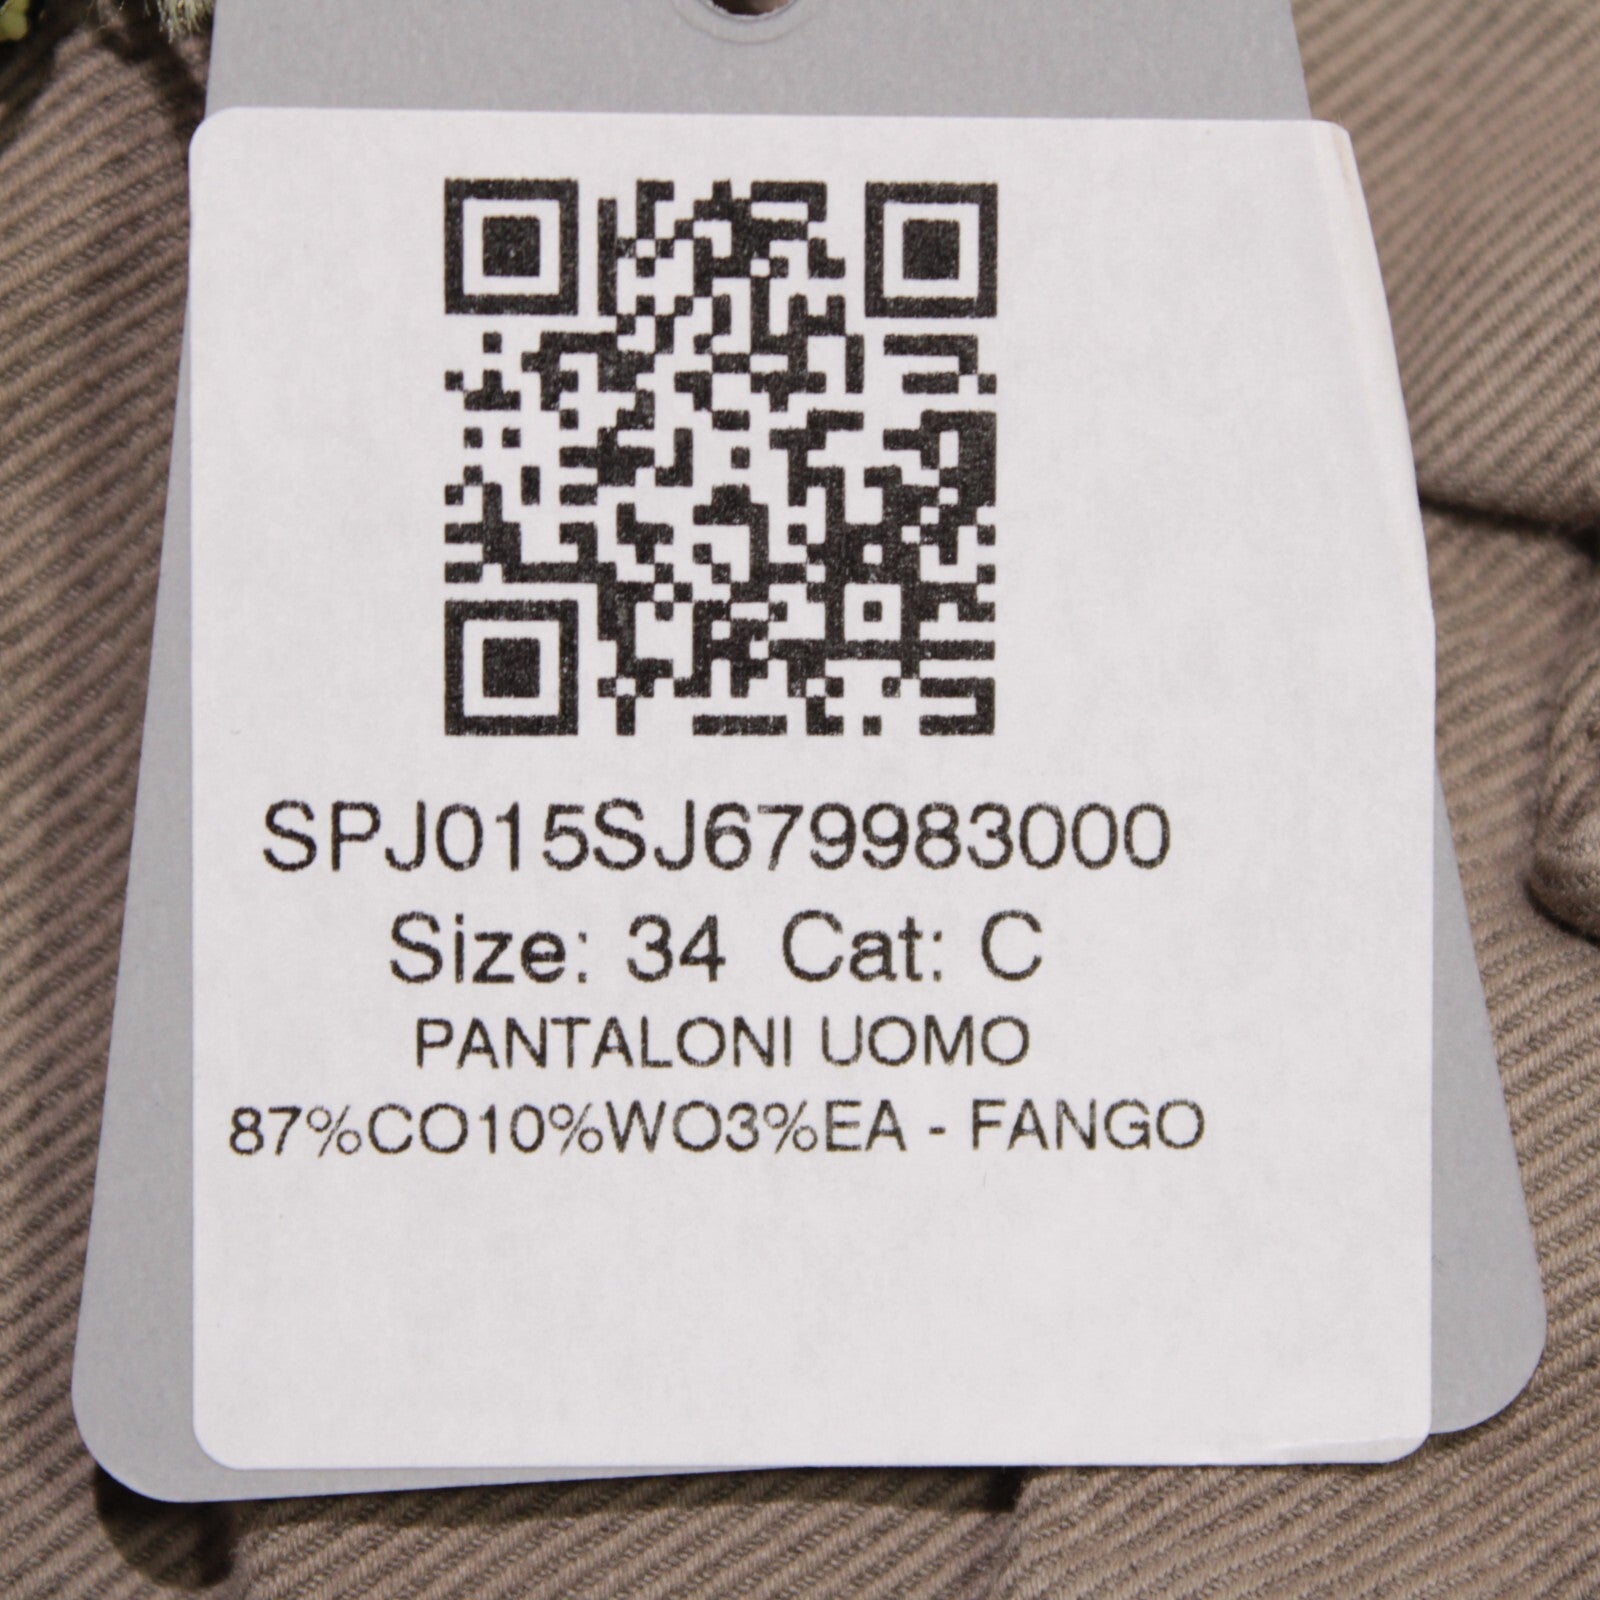 SPJ015SJ679983000
Size: 34 Cat: C
PANTALONI UOMO
87%CO10%WO3%EA - FANGO